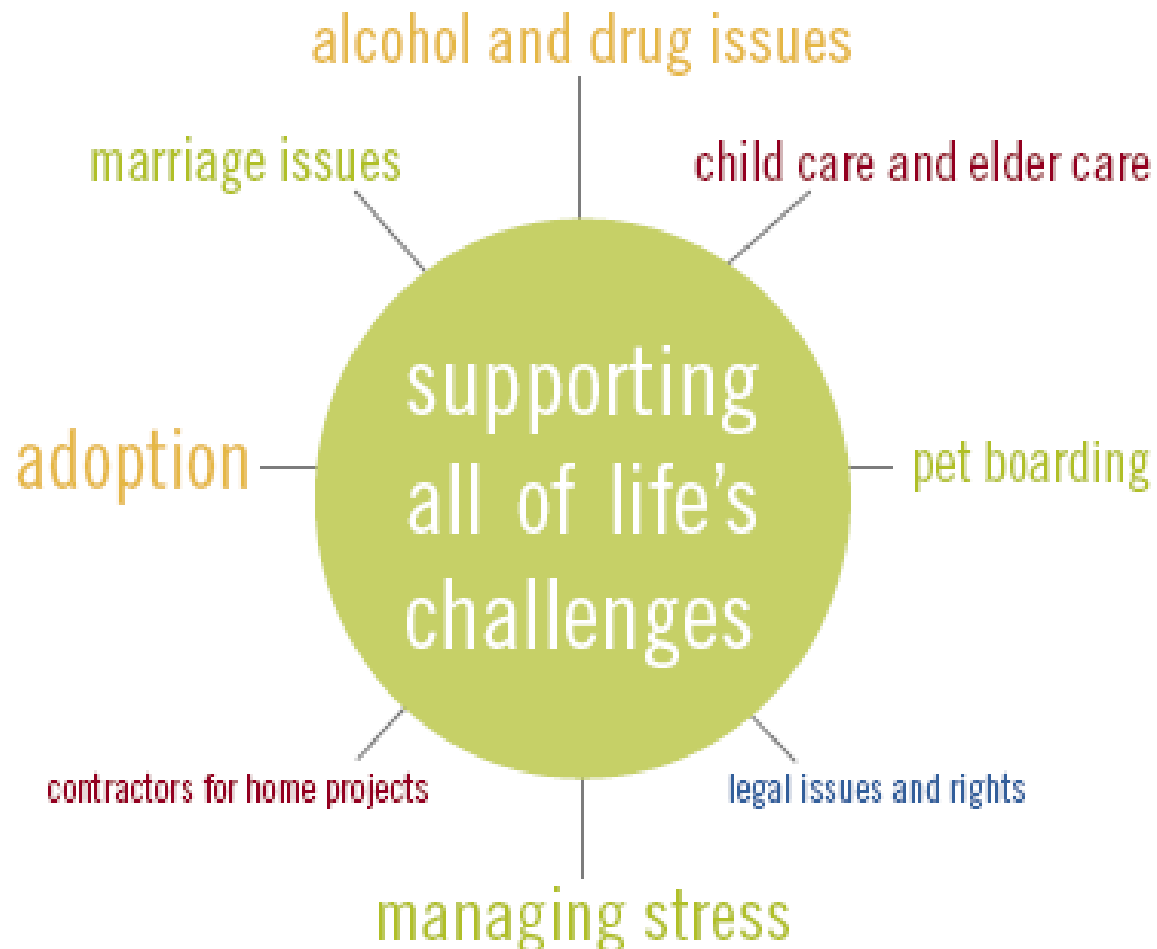 alcohol and drug issues
marriage issues
child care and elder care
supporting
all of life's
challenges
adoption
pet boarding
contractors for home projects
legal issues and rights
managing stress